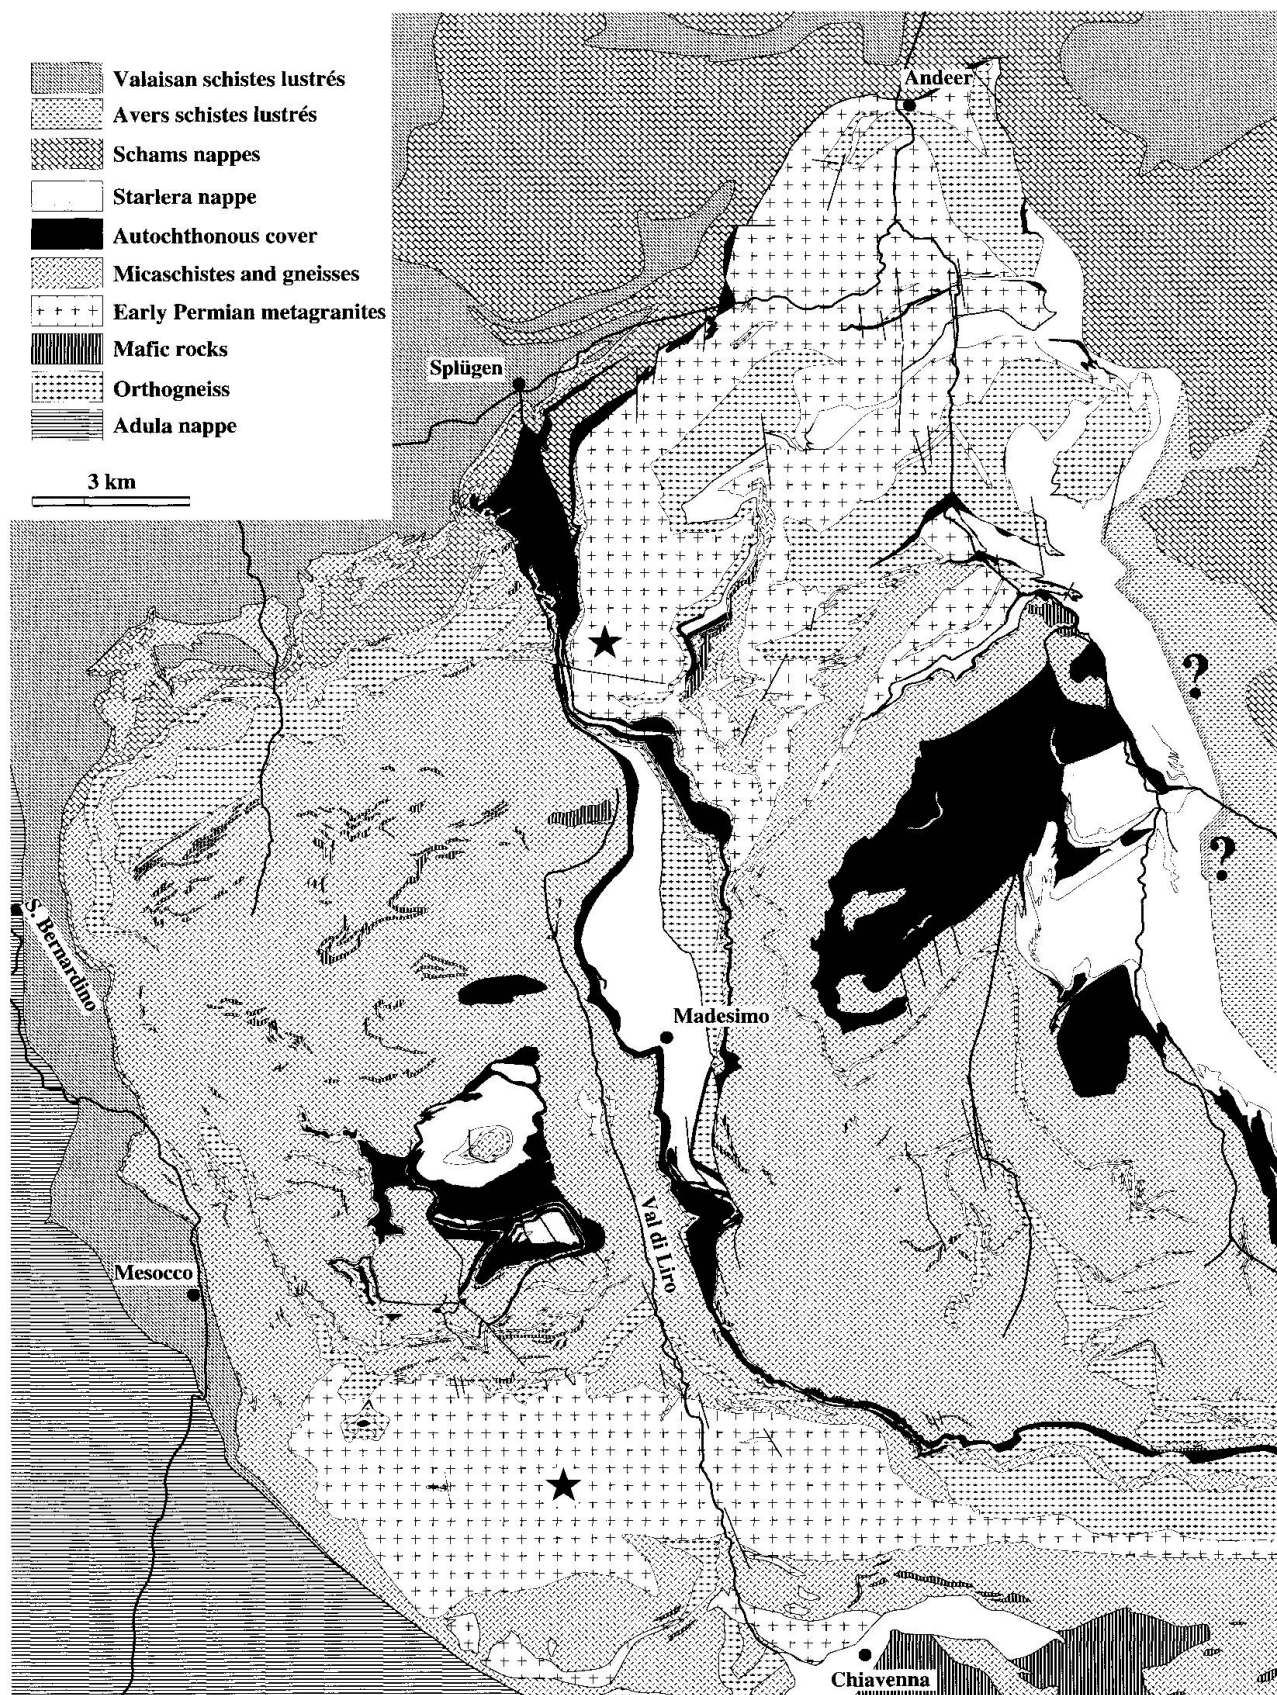 Valaisan schistes lustrés
Avers schistes lustrés
Schams nappes
Starlera nappe
Autochthonous cover
Micaschistes and gneisses
Early Permian metagranites
Mafic rocks
Orthogneiss
Adula nappe
3 km
Andeer
Splügen
?
?
S. Bernardino
Madesimo
Val di Liro
Mesocco
Chiavenna